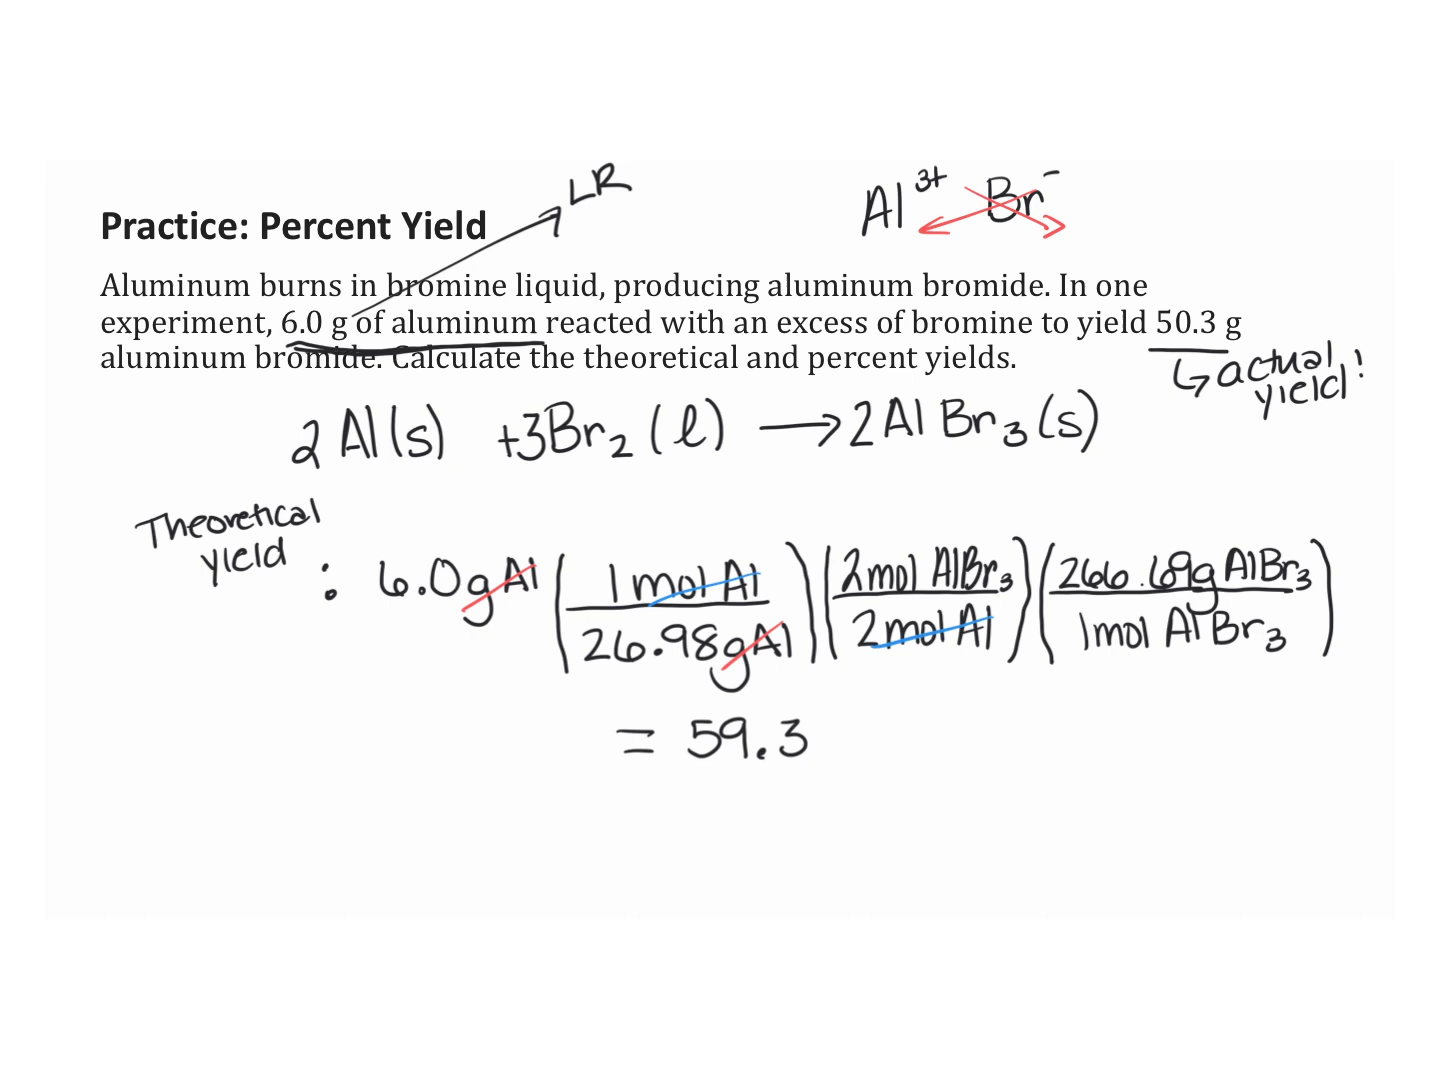 LR
Al³⁺ Br⁻
Practice: Percent Yield
Aluminum burns in bromine liquid, producing aluminum bromide. In one
experiment, 6.0 g of aluminum reacted with an excess of bromine to yield 50.3 g
aluminum bromide. Calculate the theoretical and percent yields.
↳ actual
yield!
2Al(s) +3Br₂(l) → 2AlBr₃(s)
Theoretical
yield : 6.0g Al (1 mol Al / 26.98g Al) (2 mol AlBr₃ / 2 mol Al) (266.69g AlBr₃ / 1 mol AlBr₃)
= 59.3